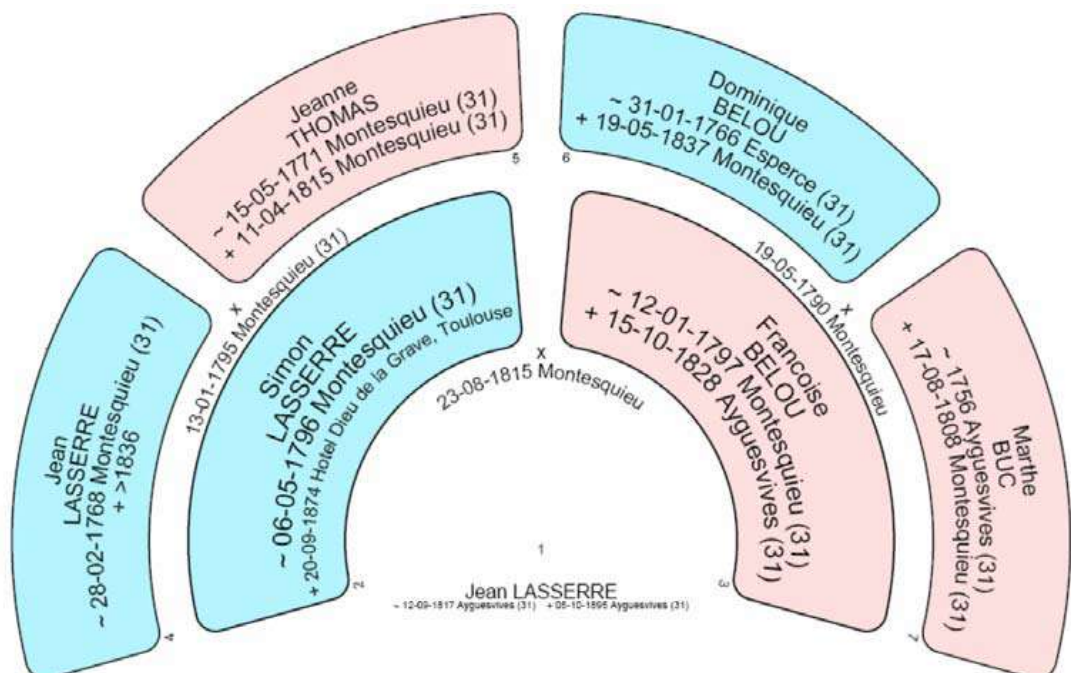 Jeanne
THOMAS
~ 15-05-1771 Montesquieu (31)
+ 11-04-1815 Montesquieu (31)
5
Dominique
BELOU
~ 31-01-1766 Esperce (31)
+ 19-05-1837 Montesquieu (31)
6
Jean
LASSERRE
~ 28-02-1768 Montesquieu (31)
+ >1836
4
x
13-01-1795 Montesquieu (31)
Simon
LASSERRE
~ 06-05-1796 Montesquieu (31)
+ 20-09-1874 Hotel Dieu de la Grave, Toulouse
2
x
23-08-1815 Montesquieu
Francoise
BELOU
~ 12-01-1797 Montesquieu (31)
+ 15-10-1828 Ayguesvives (31)
3
x
19-05-1790 Montesquieu
Marthe
BUC
~ 1756 Ayguesvives (31)
+ 17-08-1808 Montesquieu (31)
7
1
Jean LASSERRE
~ 12-09-1817 Ayguesvives (31) + 05-10-1895 Ayguesvives (31)